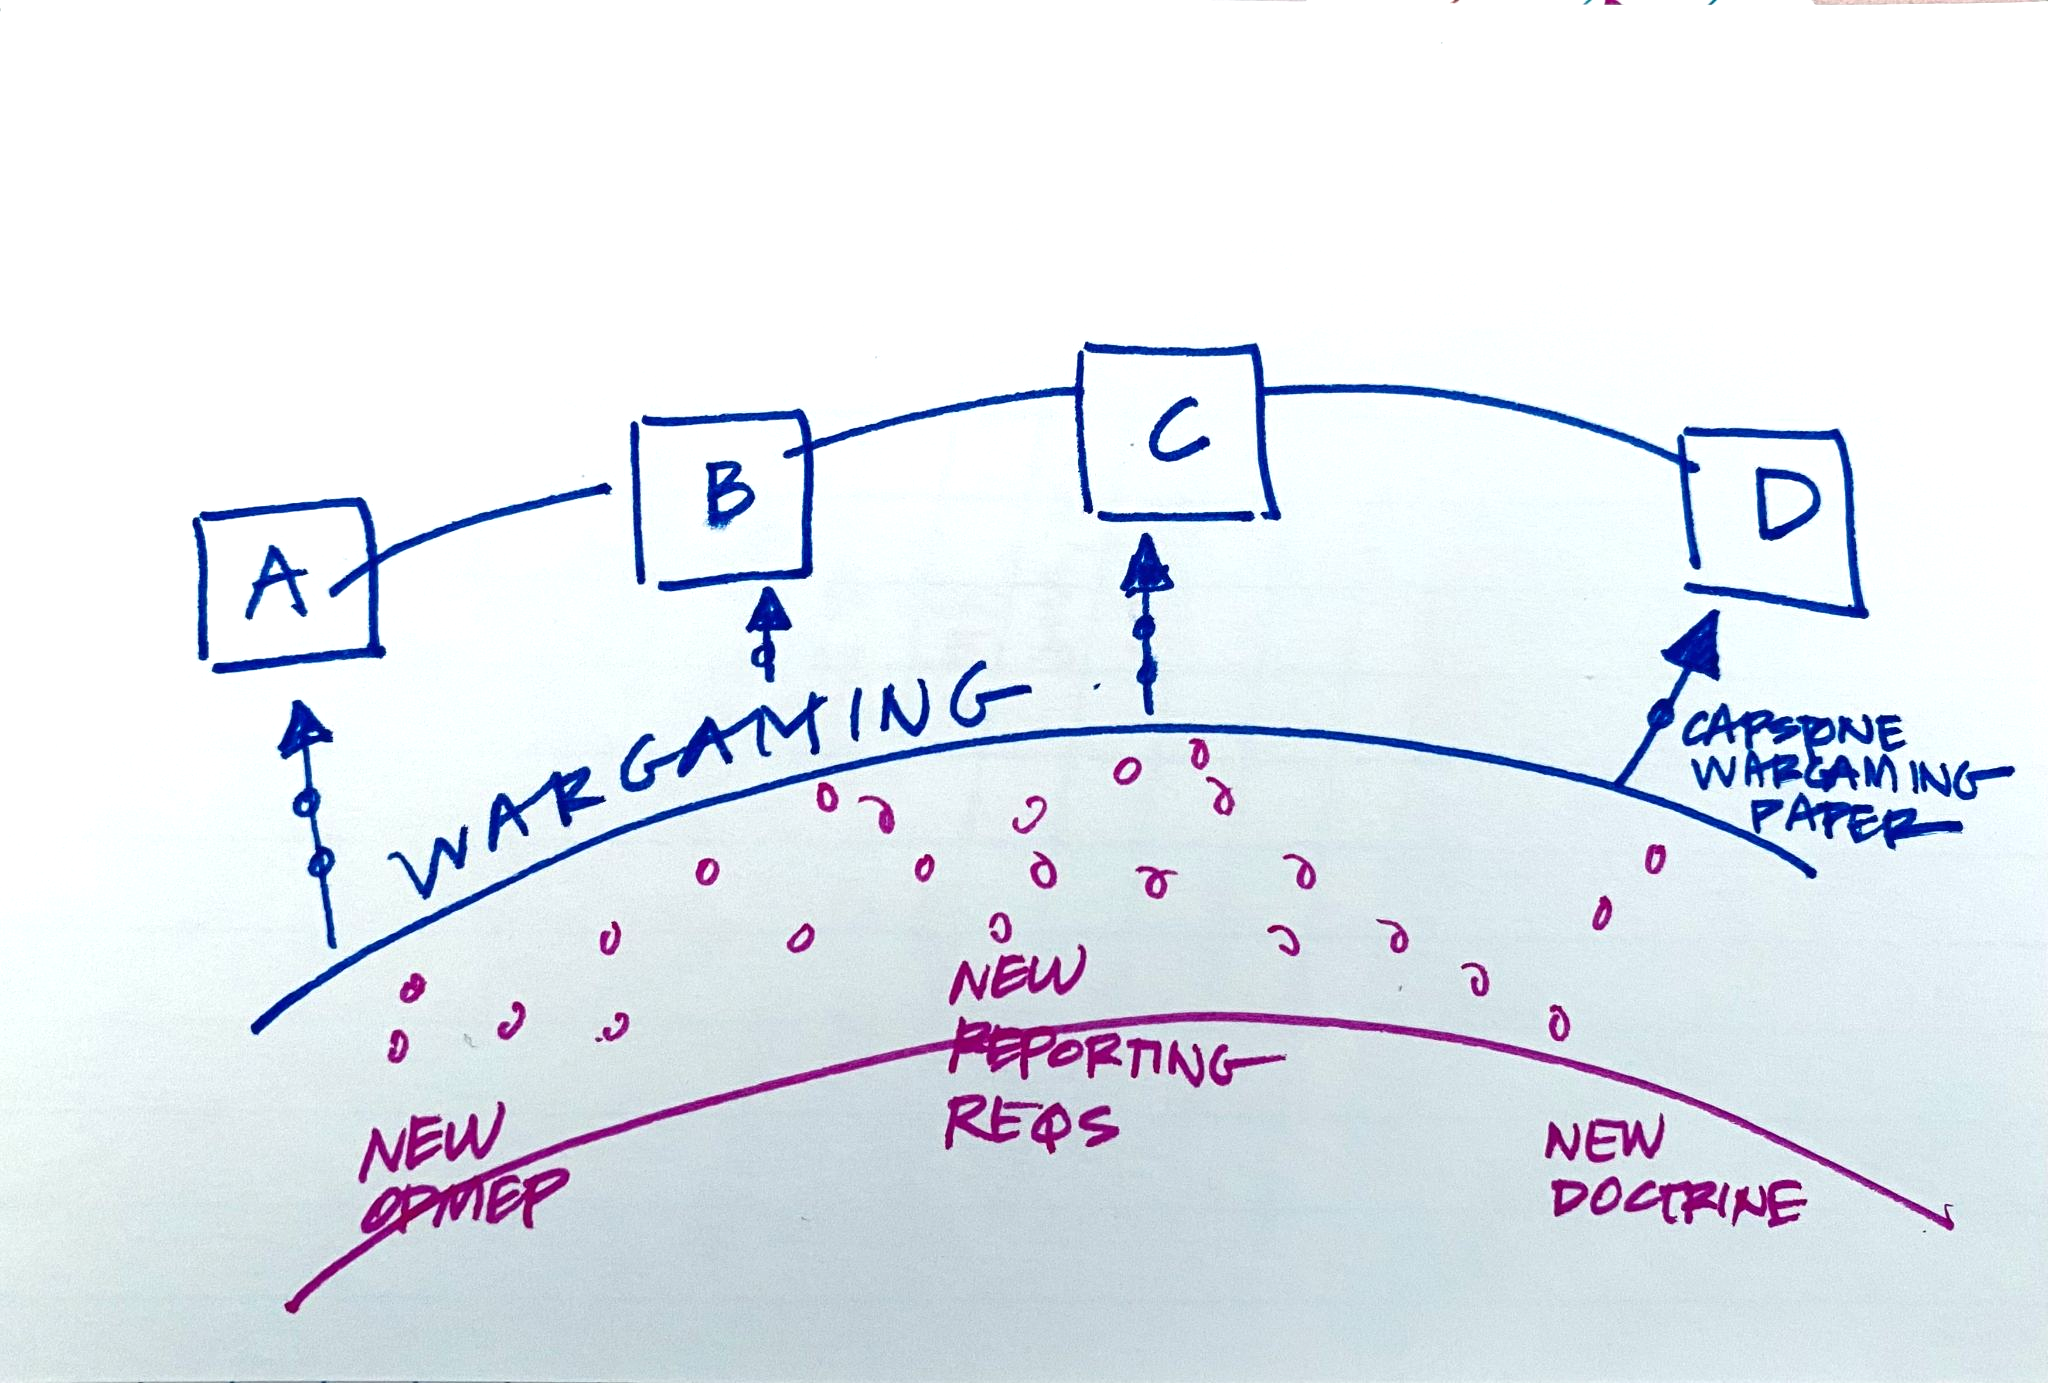 A
B
C
D
WARGAMING
CAPSTONE
WARGAMING
PAPER
NEW
OPMEP
NEW
REPORTING
REQS
NEW
DOCTRINE